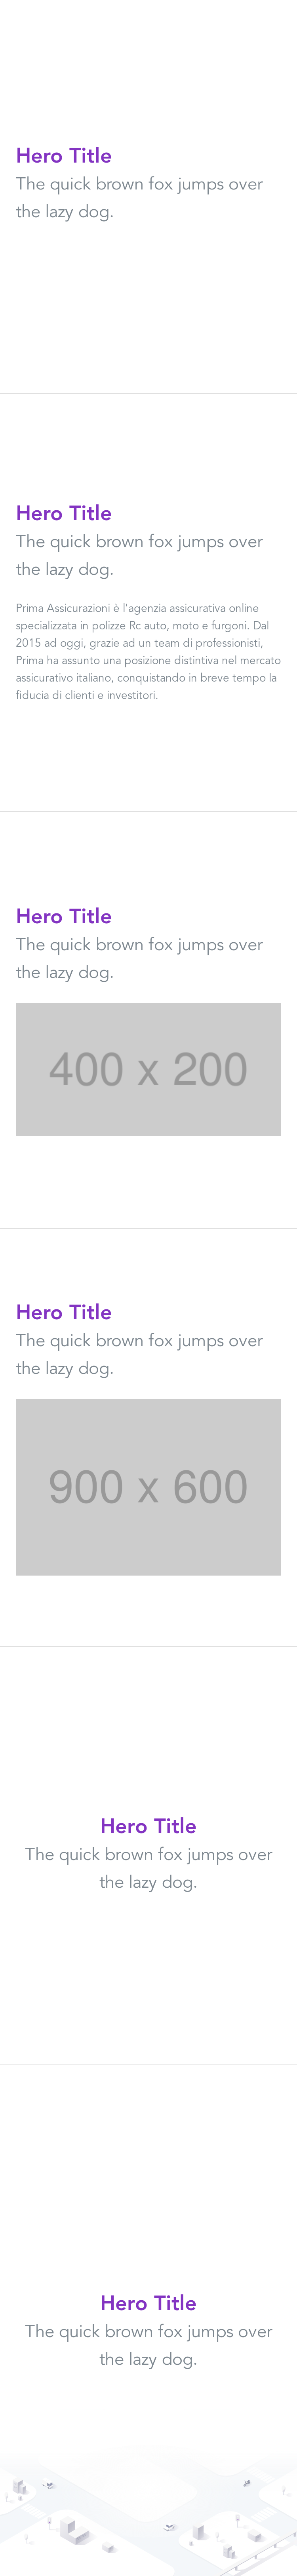 Hero Title
The quick brown fox jumps over
the lazy dog.
Hero Title
The quick brown fox jumps over
the lazy dog.
Prima Assicurazioni è l'agenzia assicurativa online
specializzata in polizze Rc auto, moto e furgoni. Dal
2015 ad oggi, grazie ad un team di professionisti,
Prima ha assunto una posizione distintiva nel mercato
assicurativo italiano, conquistando in breve tempo la
fiducia di clienti e investitori.
Hero Title
The quick brown fox jumps over
the lazy dog.
400 x 200
Hero Title
The quick brown fox jumps over
the lazy dog.
900 x 600
Hero Title
The quick brown fox jumps over
the lazy dog.
Hero Title
The quick brown fox jumps over
the lazy dog.